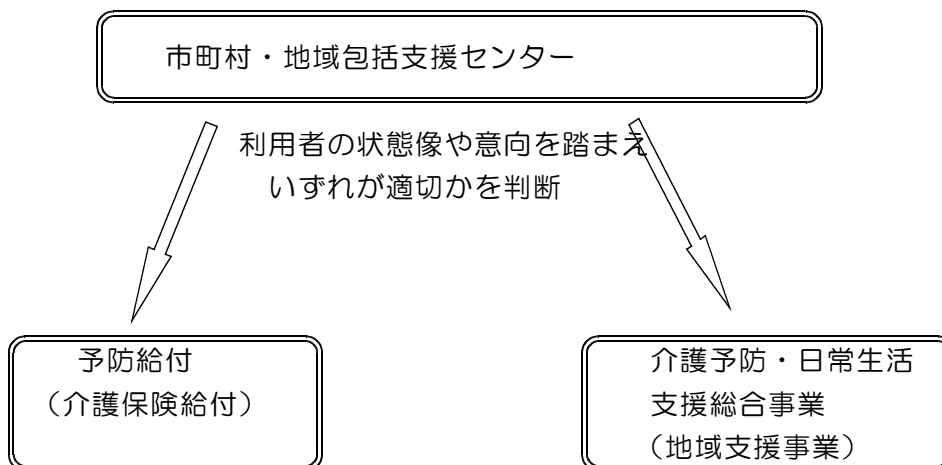 市町村・地域包括支援センター
利用者の状態像や意向を踏まえ
いずれが適切かを判断
予防給付
（介護保険給付）
介護予防・日常生活
支援総合事業
（地域支援事業）